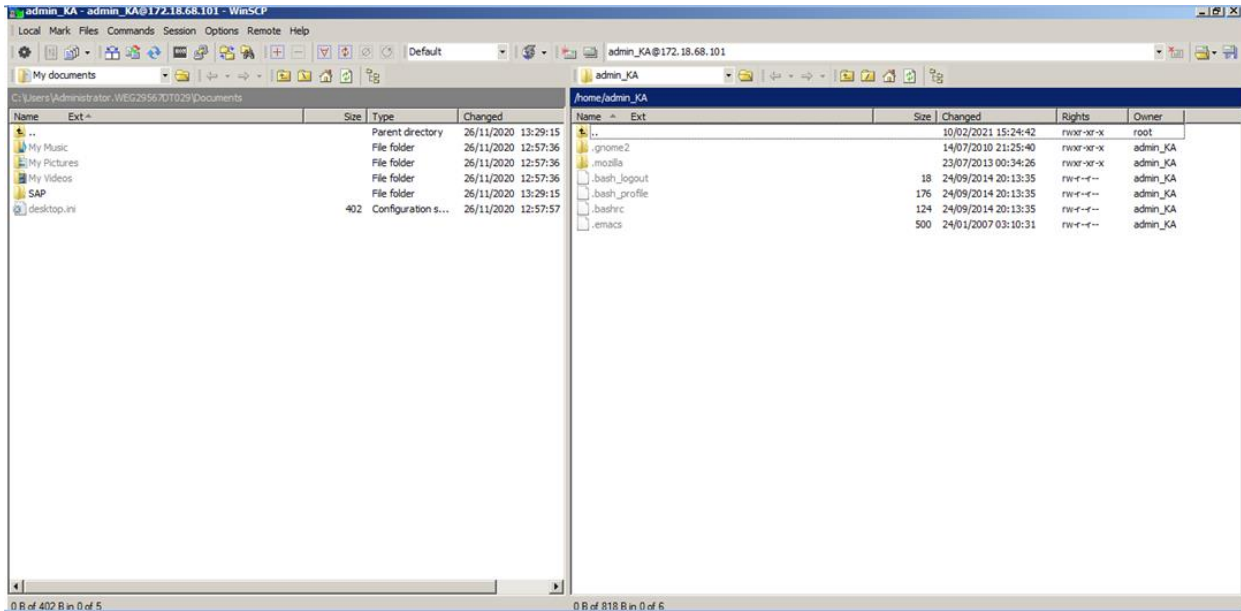 admin_KA - admin_KA@172.18.68.101 - WinSCP
Local Mark Files Commands Session Options Remote Help
Default
admin_KA@172.18.68.101
My documents
admin_KA
C:\Users\Administrator.WEG29567DT029\Documents
/home/admin_KA
Name Ext Size Type Changed
.. Parent directory 26/11/2020 13:29:15
My Music File folder 26/11/2020 12:57:36
My Pictures File folder 26/11/2020 12:57:36
My Videos File folder 26/11/2020 12:57:36
SAP File folder 26/11/2020 13:29:15
desktop.ini 402 Configuration s... 26/11/2020 12:57:57
Name Ext Size Changed Rights Owner
.. 10/02/2021 15:24:42 rwxr-xr-x root
.gnome2 14/07/2010 21:25:40 rwxr-xr-x admin_KA
.mozilla 23/07/2013 00:34:26 rwxr-xr-x admin_KA
.bash_logout 18 24/09/2014 20:13:35 rw-r--r-- admin_KA
.bash_profile 176 24/09/2014 20:13:35 rw-r--r-- admin_KA
.bashrc 124 24/09/2014 20:13:35 rw-r--r-- admin_KA
.emacs 500 24/01/2007 03:10:31 rw-r--r-- admin_KA
0 B of 402 B in 0 of 5
0 B of 818 B in 0 of 6